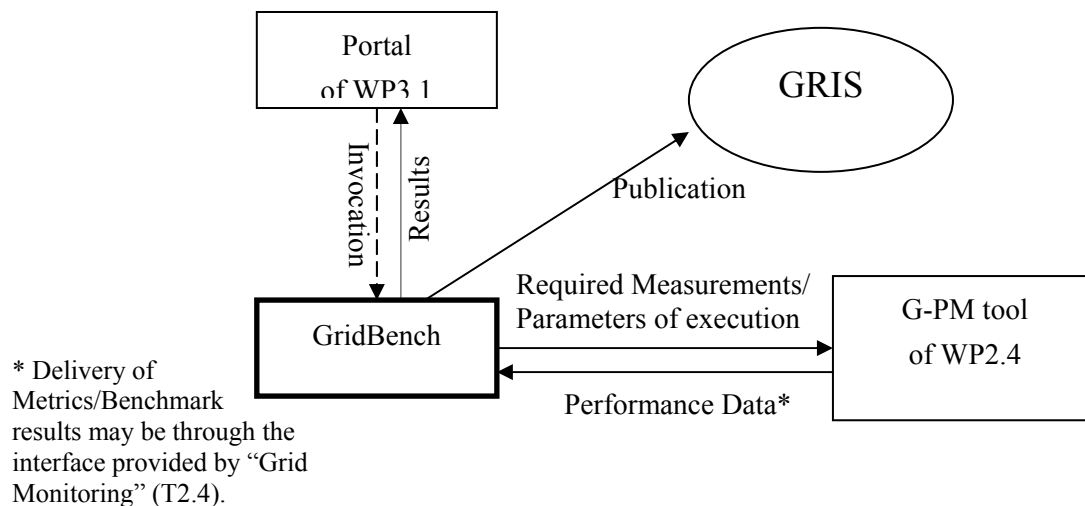 Portal
of WP3.1
GRIS
Invocation
Results
Publication
Required Measurements/
Parameters of execution
GridBench
G-PM tool
of WP2.4
Performance Data*
* Delivery of
Metrics/Benchmark
results may be through the
interface provided by “Grid
Monitoring” (T2.4).